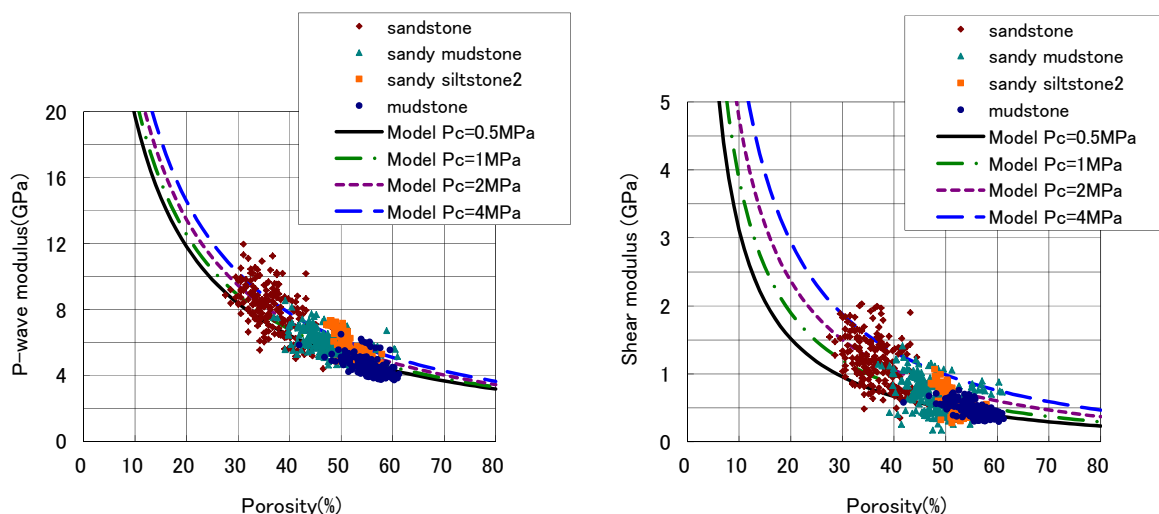 sandstone
sandy mudstone
sandy siltstone2
mudstone
Model Pc=0.5MPa
Model Pc=1MPa
Model Pc=2MPa
Model Pc=4MPa
20
16
12
8
4
0
0 10 20 30 40 50 60 70 80
P-wave modulus(GPa)
Porosity(%)
sandstone
sandy mudstone
sandy siltstone2
mudstone
Model Pc=0.5MPa
Model Pc=1MPa
Model Pc=2MPa
Model Pc=4MPa
5
4
3
2
1
0
0 10 20 30 40 50 60 70 80
Shear modulus (GPa)
Porosity(%)